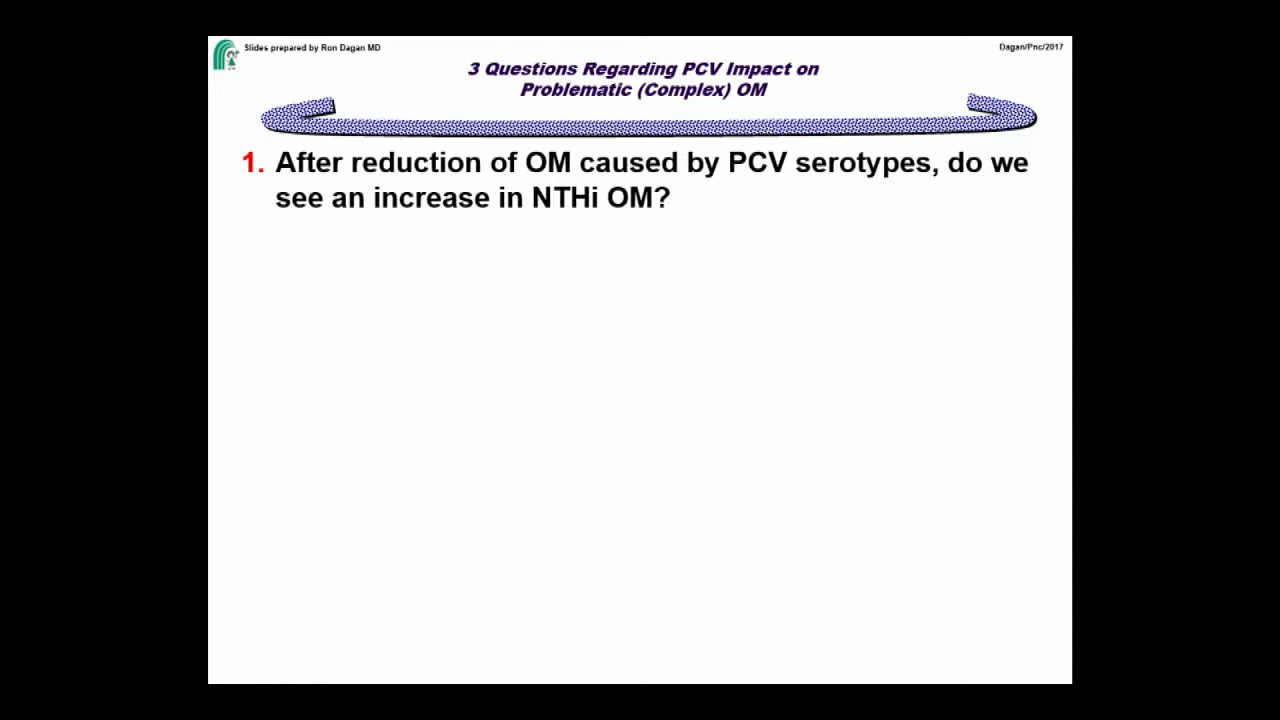 Slides prepared by Ron Dagan MD
Dagan/Pnc/2017
3 Questions Regarding PCV Impact on
Problematic (Complex) OM
1. After reduction of OM caused by PCV serotypes, do we
see an increase in NTHi OM?